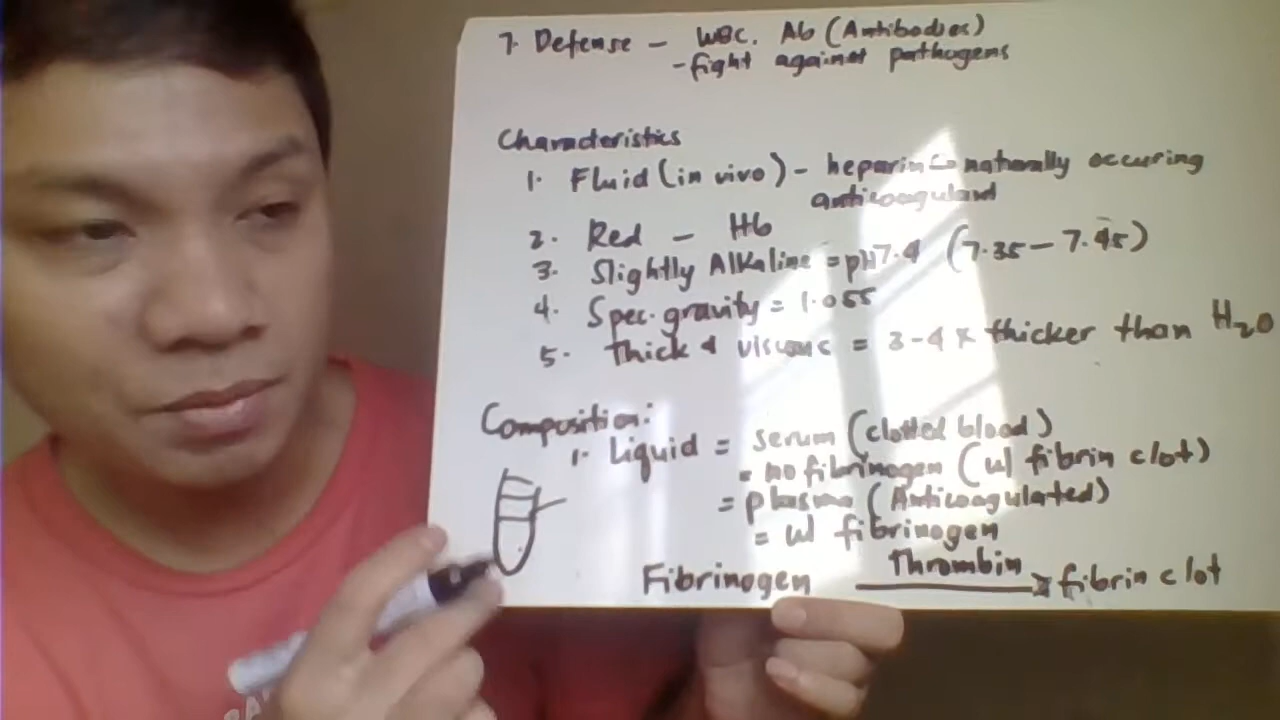 7. Defense – WBC, Ab (Antibodies)
- fight against pathogens
Characteristics
1. Fluid (in vivo) - heparin = naturally occuring
anticoagulant
2. Red – Hb
3. Slightly Alkaline = pH 7.4 (7.35 – 7.45)
4. Spec. gravity = 1.055
5. Thick & viscous = 3-4 x thicker than H2O
Composition:
1. Liquid = serum (clotted blood)
= no fibrinogen (w/ fibrin clot)
= plasma (Anticoagulated)
= w/ fibrinogen
Thrombin
Fibrinogen → fibrin clot